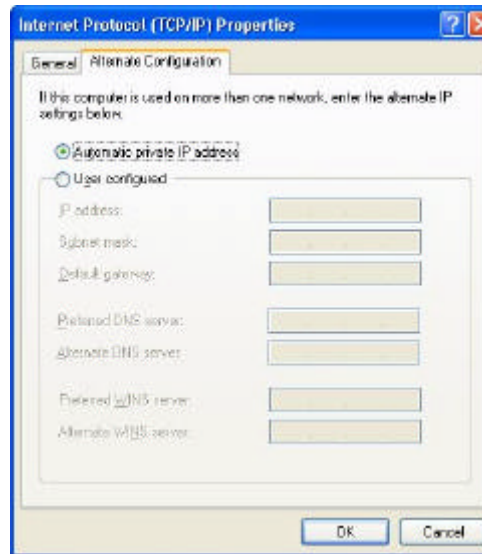 Internet Protocol (TCP/IP) Properties
General
Alternate Configuration
If this computer is used on more than one network, enter the alternate IP
settings below.
Automatic private IP address
User configured
IP address:
Subnet mask:
Default gateway:
Preferred DNS server:
Alternate DNS server:
Preferred WINS server:
Alternate WINS server:
OK
Cancel